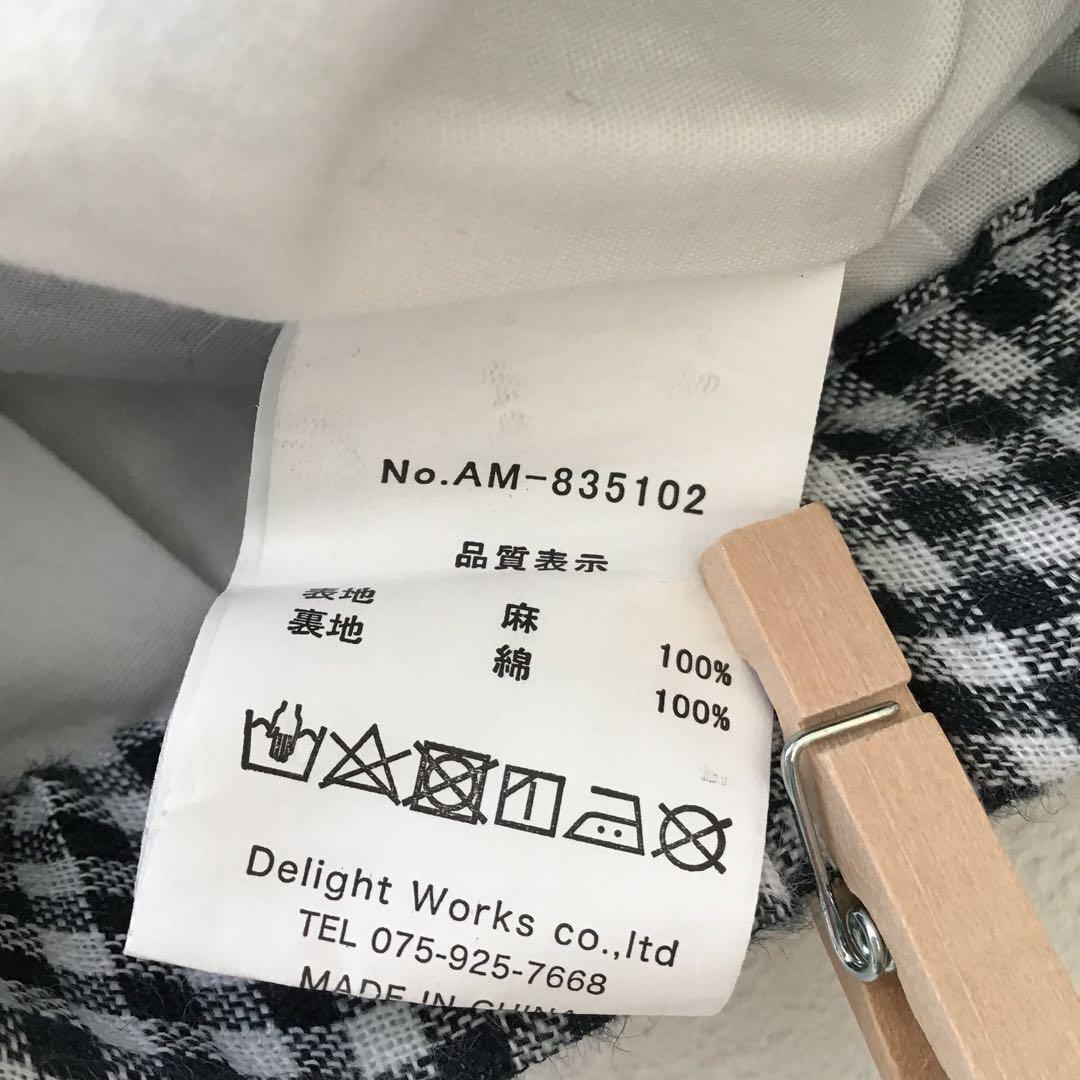 No.AM-835102
品質表示
表地 麻 100%
裏地 綿 100%
Delight Works co.,ltd
TEL 075-925-7668
MADE IN CHINA